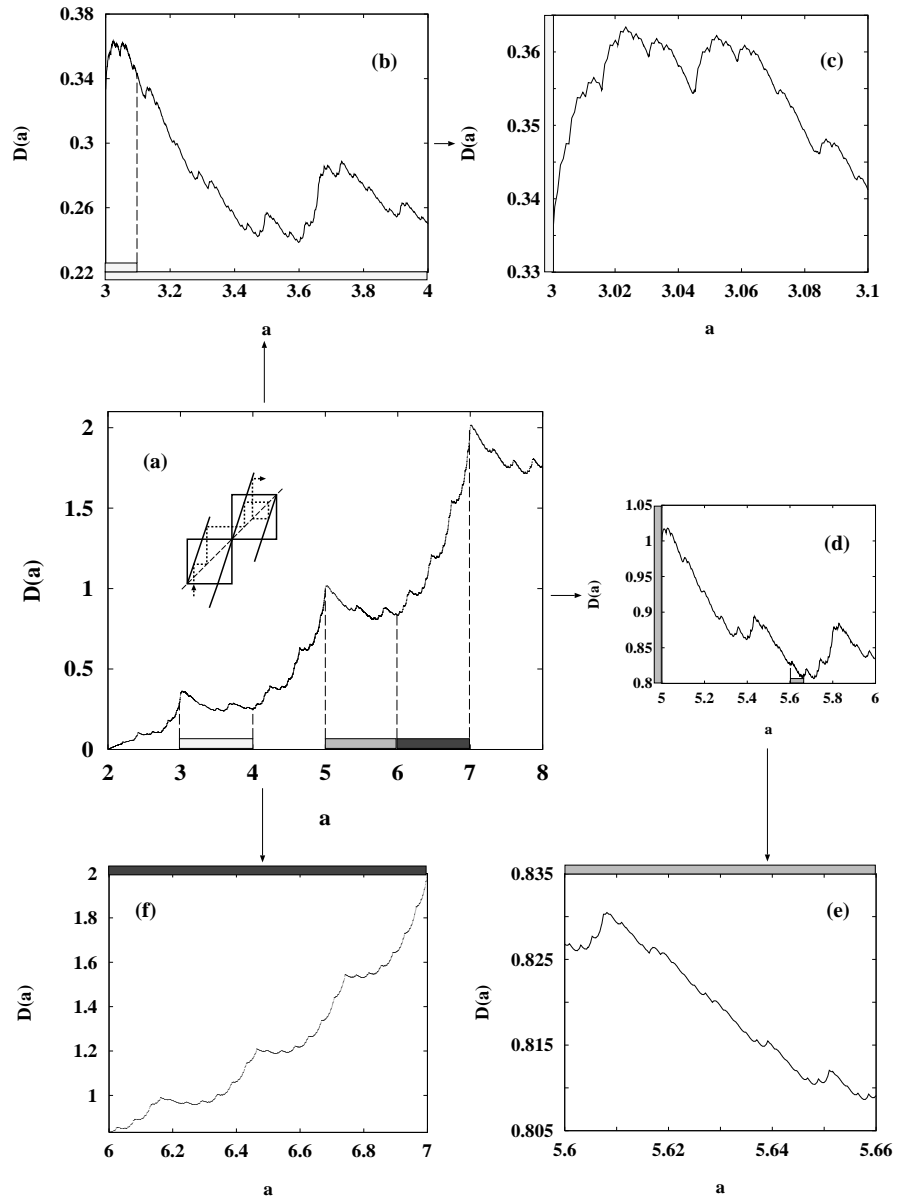 0.38
0.34
0.3
0.26
0.22
D(a)
(b)
3 3.2 3.4 3.6 3.8 4
a
0.36
0.35
0.34
0.33
D(a)
(c)
3 3.02 3.04 3.06 3.08 3.1
a
2
1.5
1
0.5
0
D(a)
(a)
2 3 4 5 6 7 8
a
1.05
1
0.95
0.9
0.85
0.8
D(a)
(d)
5 5.2 5.4 5.6 5.8 6
a
2
1.8
1.6
1.4
1.2
1
D(a)
(f)
6 6.2 6.4 6.6 6.8 7
a
0.835
0.825
0.815
0.805
D(a)
(e)
5.6 5.62 5.64 5.66
a